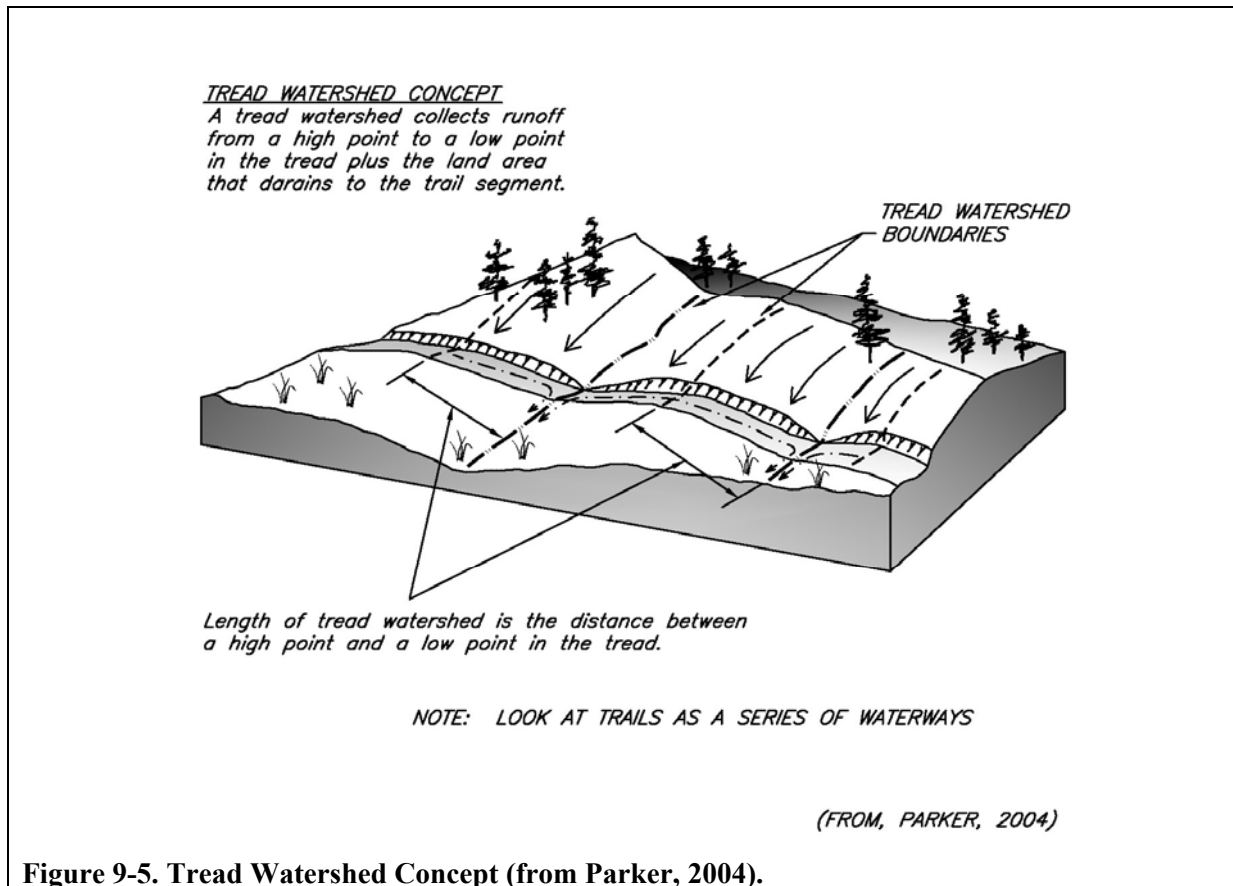 TREAD WATERSHED CONCEPT
A tread watershed collects runoff
from a high point to a low point
in the tread plus the land area
that darains to the trail segment.
TREAD WATERSHED
BOUNDARIES
Length of tread watershed is the distance between
a high point and a low point in the tread.
NOTE: LOOK AT TRAILS AS A SERIES OF WATERWAYS
(FROM, PARKER, 2004)
Figure 9-5. Tread Watershed Concept (from Parker, 2004).